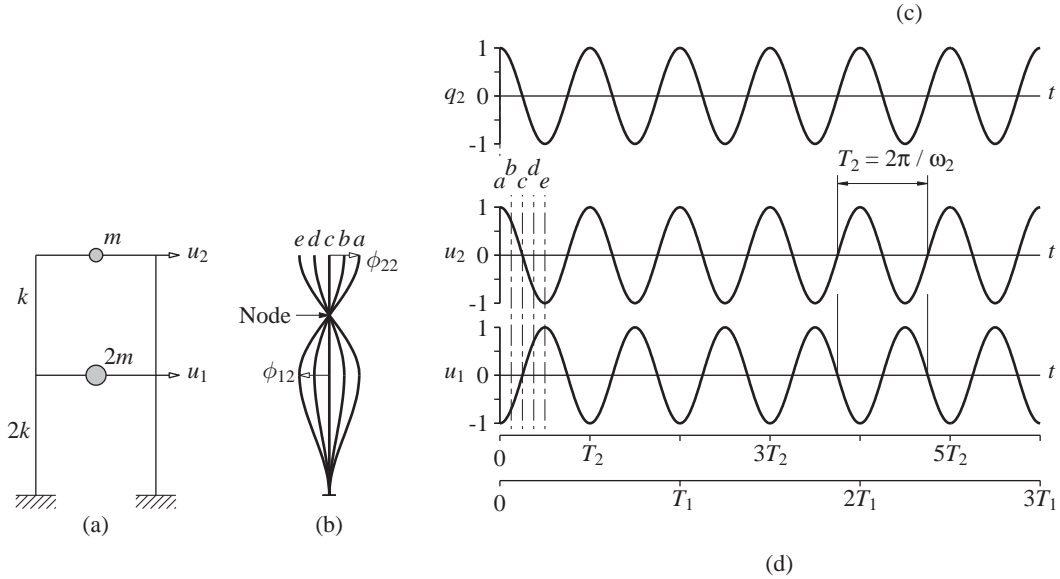 (c)
1
q2 0 t
-1
T2 = 2π / ω2
a b c d e
1
u2 0 t
-1
1
u1 0 t
-1
0 T2 3T2 5T2
0 T1 2T1 3T1
(d)
m
u2
k
2m
u1
2k
(a)
e d c b a
ϕ22
Node
ϕ12
(b)